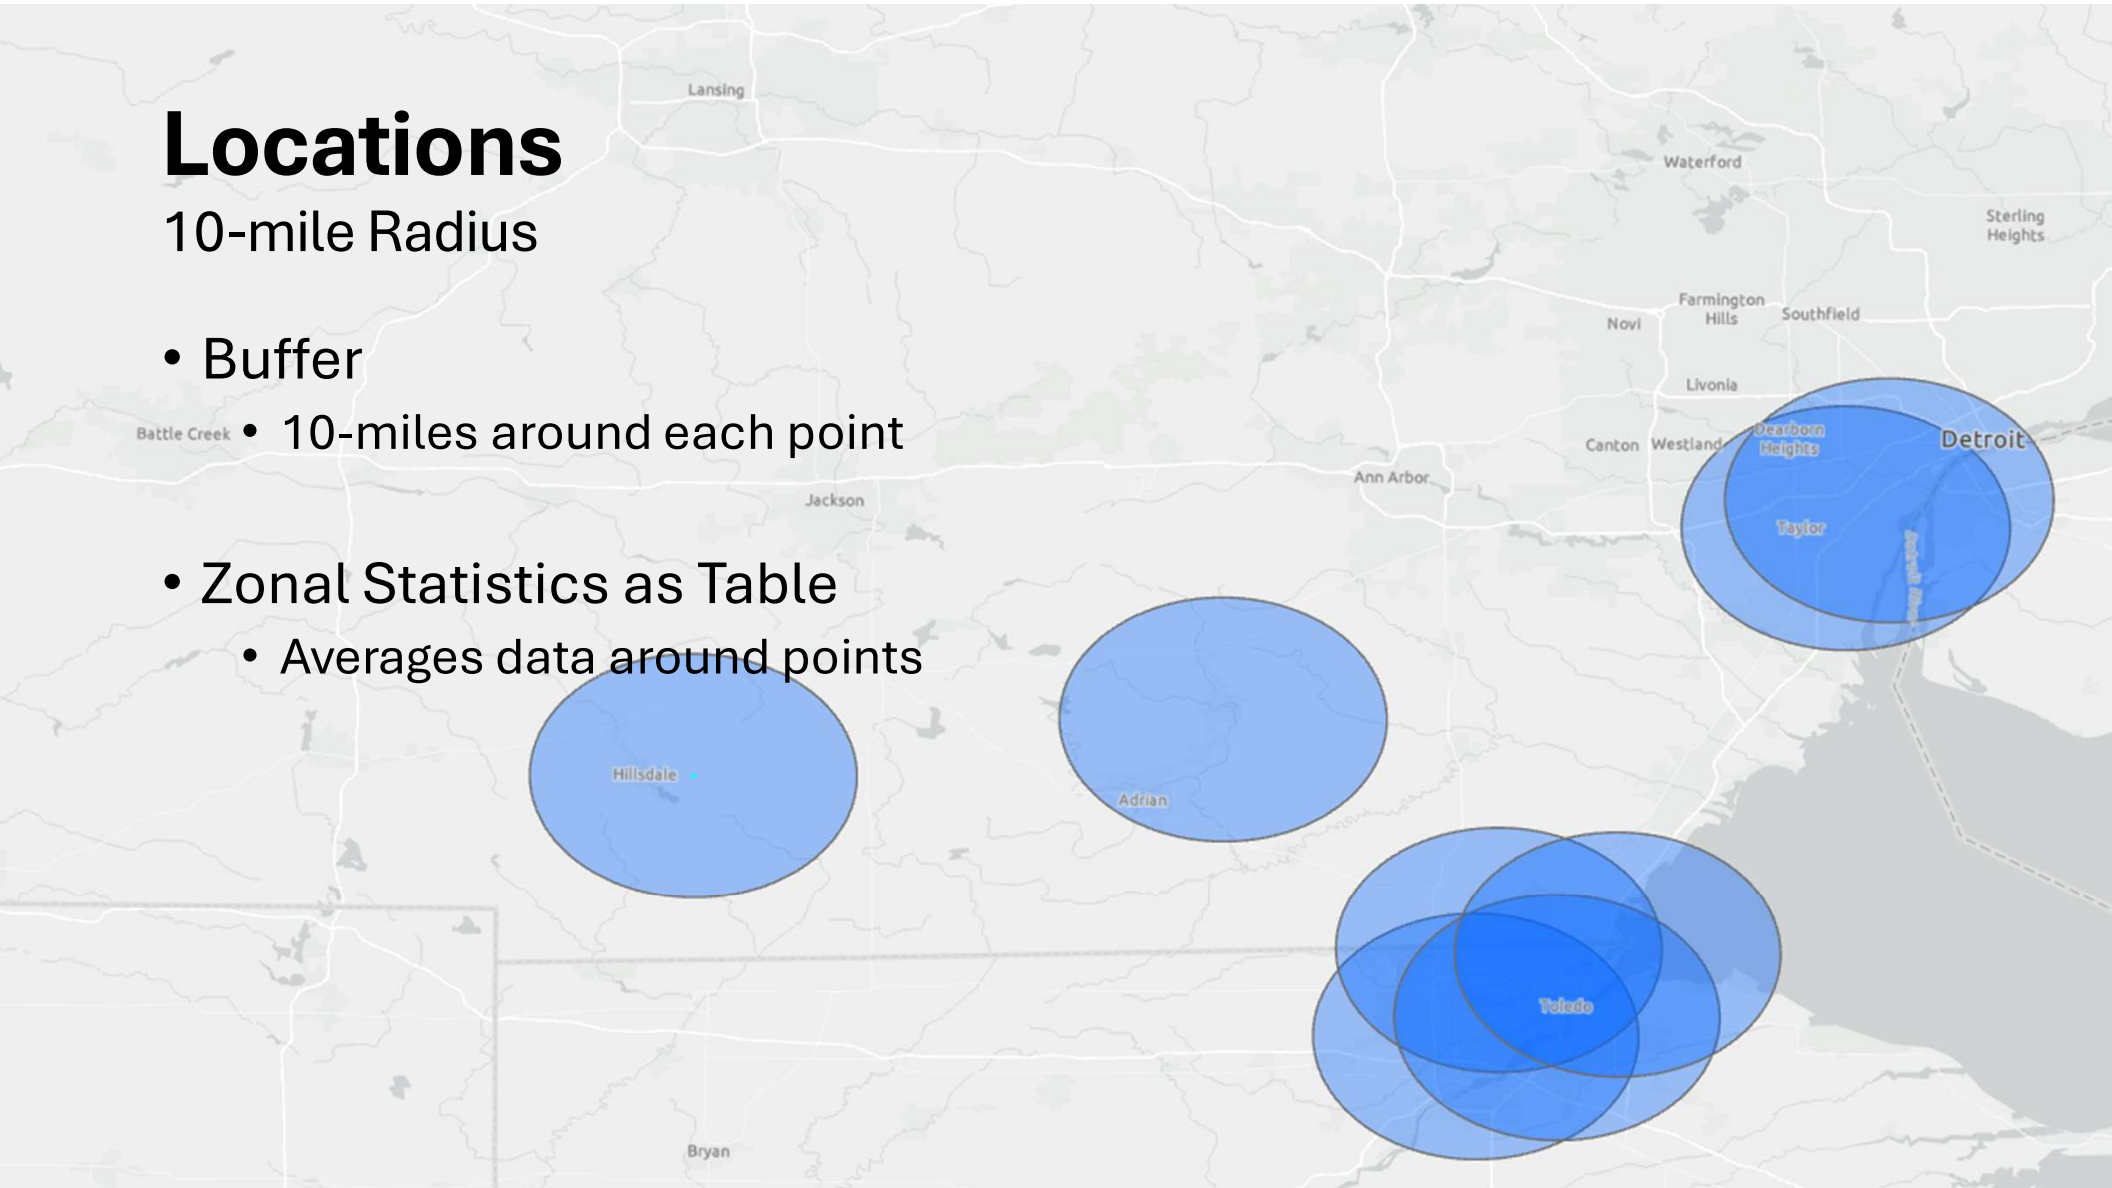 Locations
10-mile Radius
• Buffer
• 10-miles around each point
• Zonal Statistics as Table
• Averages data around points
Lansing
Waterford
Sterling
Heights
Farmington
Hills
Southfield
Novi
Livonia
Battle Creek
Dearborn
Heights
Detroit
Canton
Westland
Ann Arbor
Jackson
Taylor
Detroit River
Hillsdale
Adrian
Toledo
Bryan